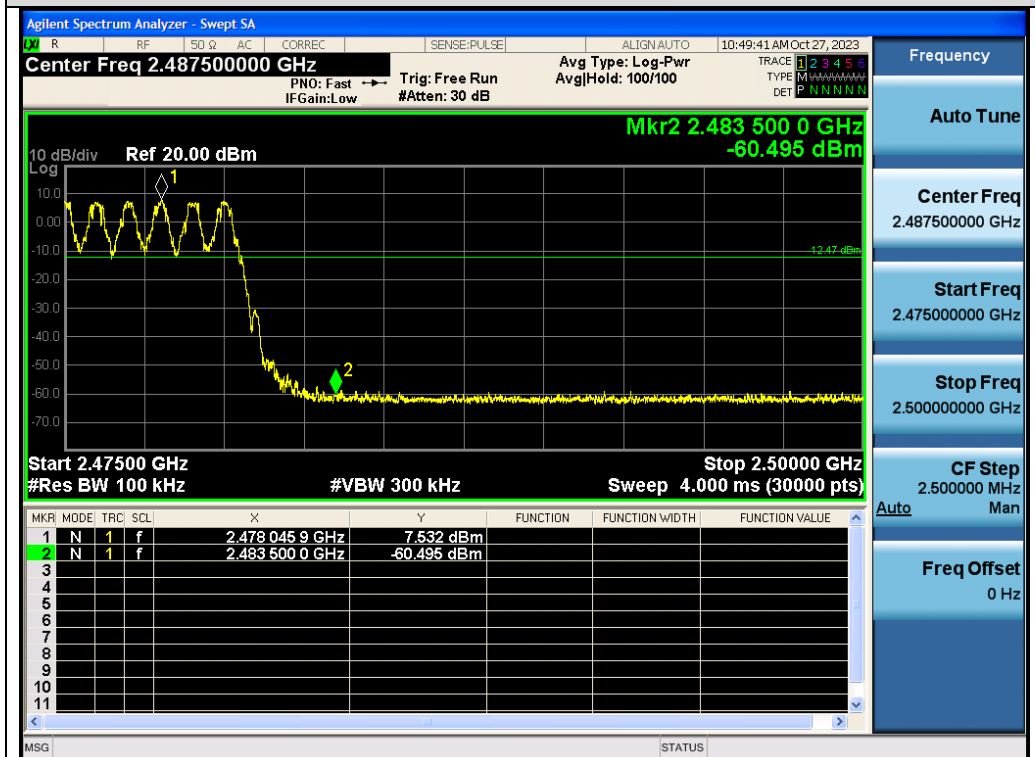 Agilent Spectrum Analyzer - Swept SA
LXI R RF 50 Ω AC CORREC SENSE:PULSE ALIGN AUTO 10:49:41 AM Oct 27, 2023
Center Freq 2.487500000 GHz
PNO: Fast
IFGain:Low
Trig: Free Run
#Atten: 30 dB
Avg Type: Log-Pwr
Avg|Hold: 100/100
TRACE 1 2 3 4 5 6
TYPE M
DET P N N N N N
Mkr2 2.483 500 0 GHz
-60.495 dBm
10 dB/div Ref 20.00 dBm
Log
1
10.0
0.00
-10.0
-12.47 dBm
-20.0
-30.0
-40.0
-50.0
2
-60.0
-70.0
Start 2.47500 GHz Stop 2.50000 GHz
#Res BW 100 kHz #VBW 300 kHz Sweep 4.000 ms (30000 pts)
MKR MODE TRC SCL X Y FUNCTION FUNCTION WIDTH FUNCTION VALUE
1 N 1 f 2.478 045 9 GHz 7.532 dBm
2 N 1 f 2.483 500 0 GHz -60.495 dBm
3
4
5
6
7
8
9
10
11
MSG STATUS
Frequency
Auto Tune
Center Freq
2.487500000 GHz
Start Freq
2.475000000 GHz
Stop Freq
2.500000000 GHz
CF Step
2.500000 MHz
Auto Man
Freq Offset
0 Hz